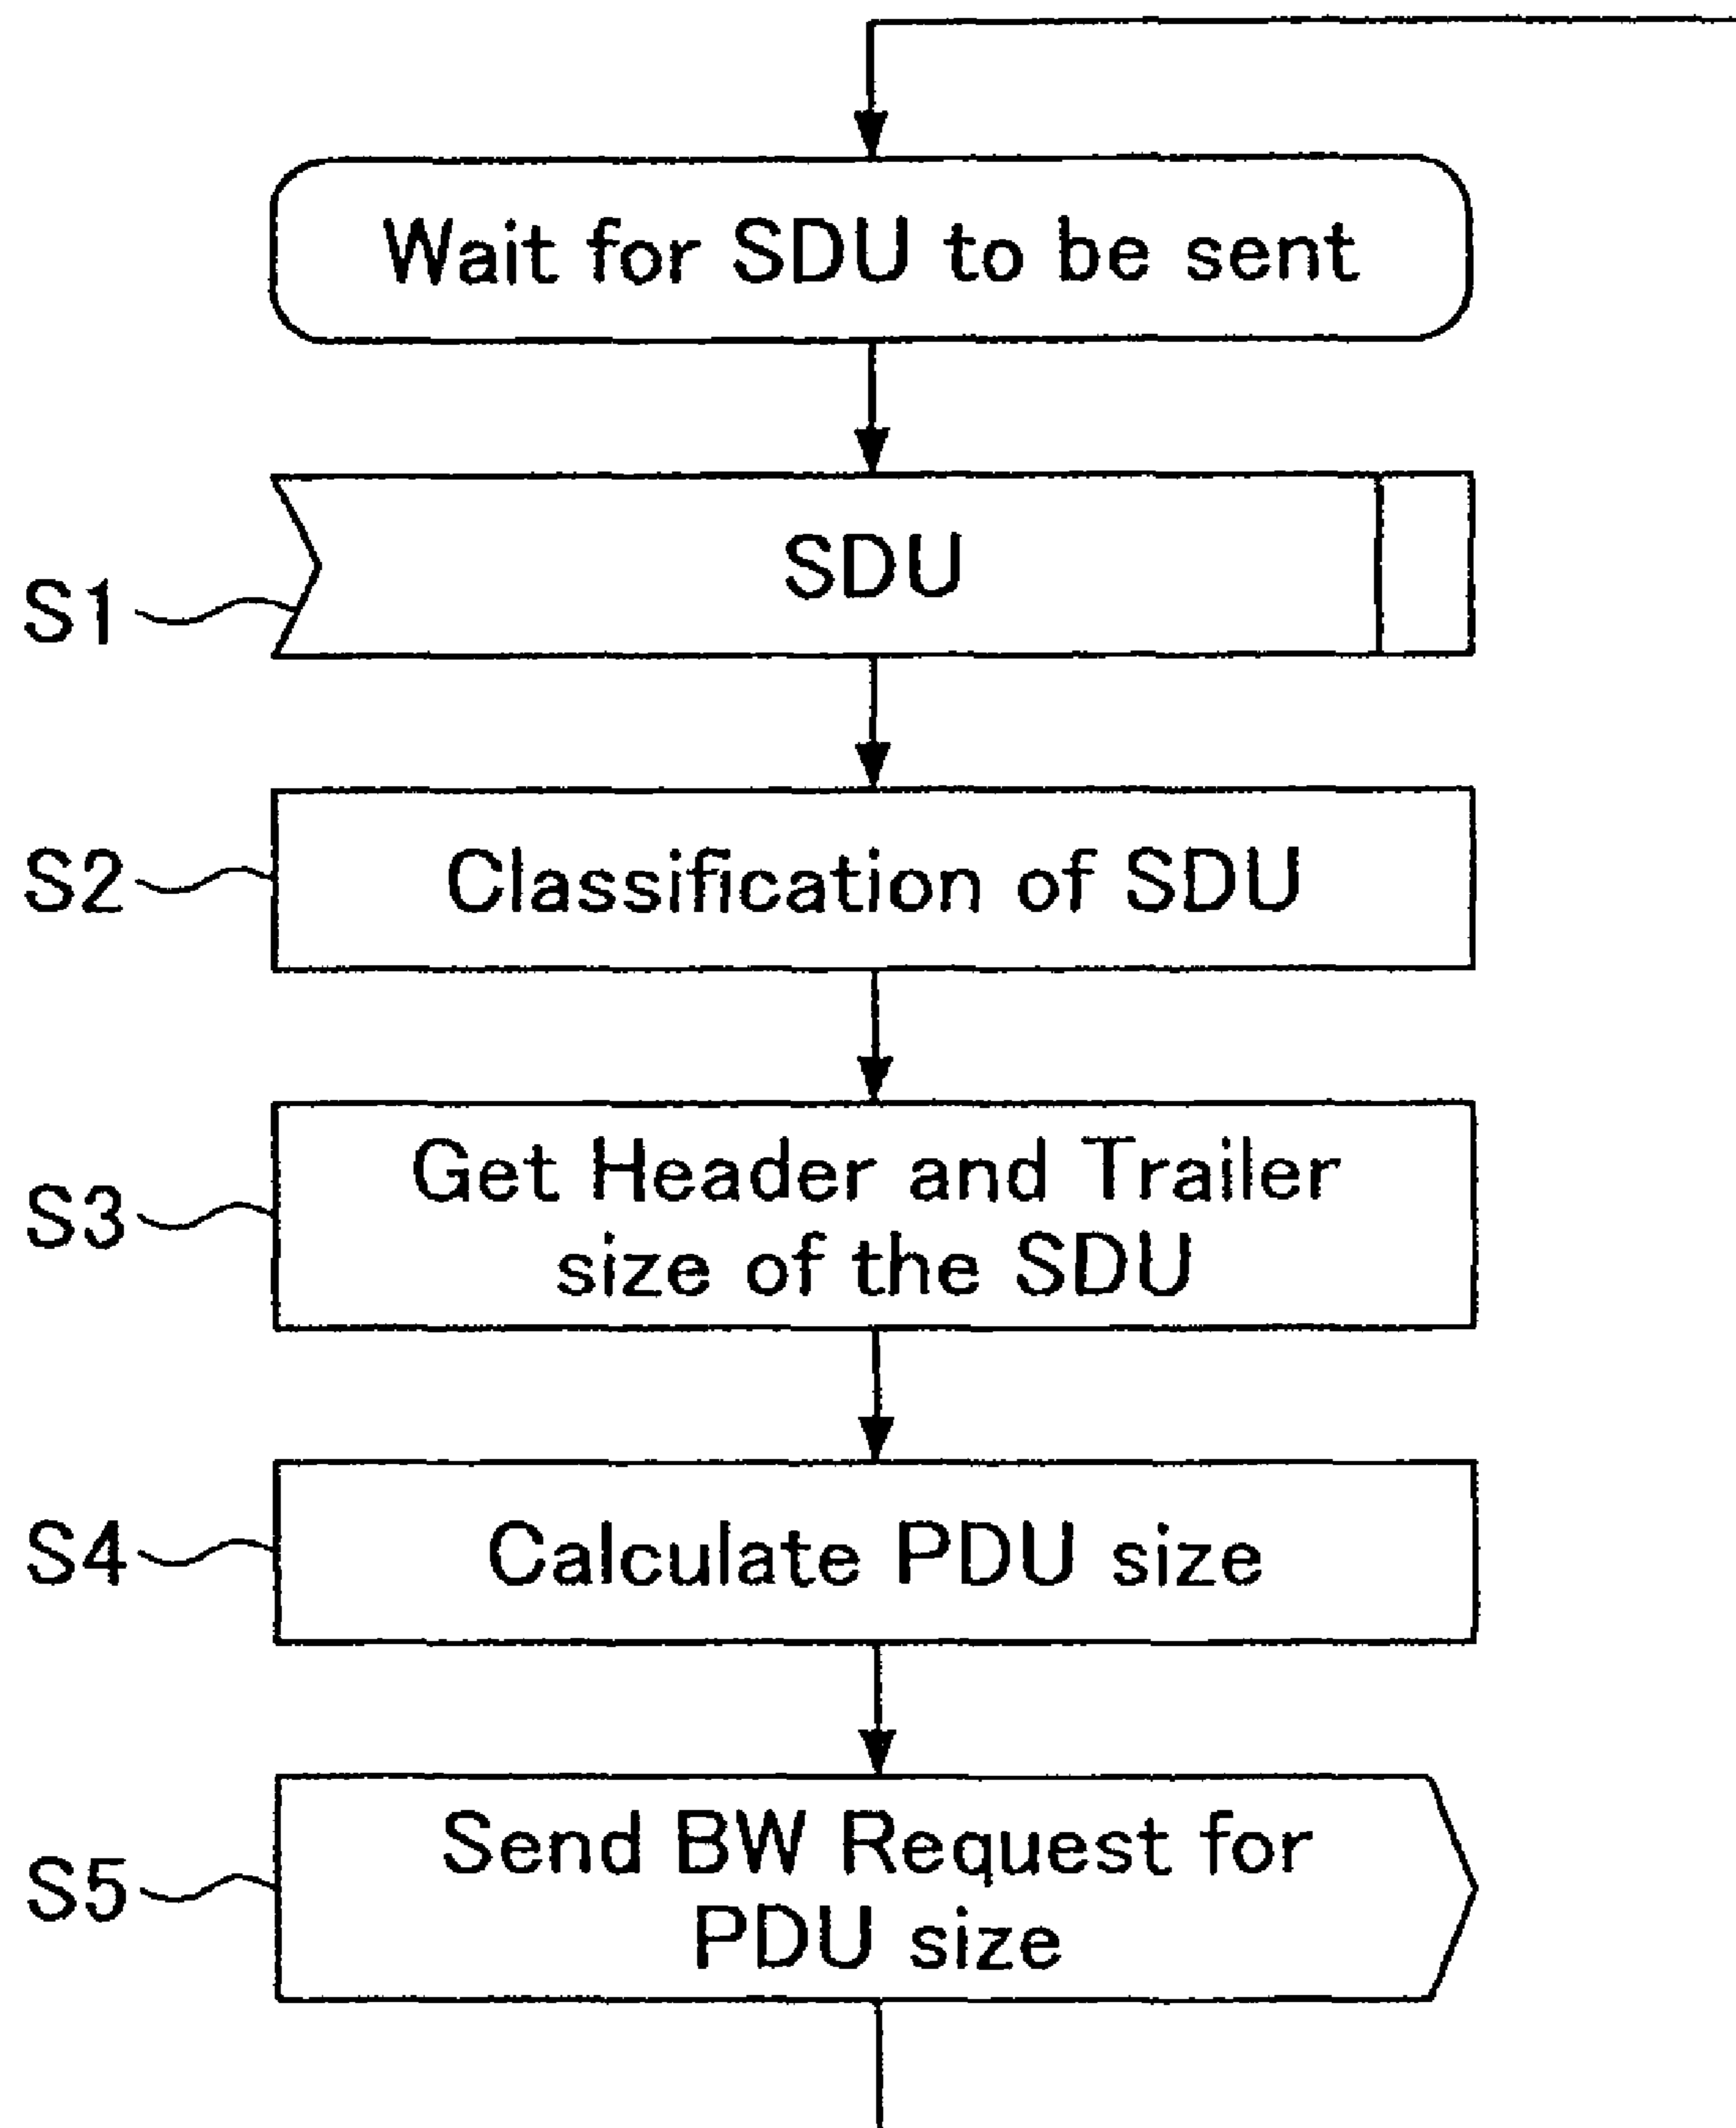 Wait for SDU to be sent
S1
SDU
S2
Classification of SDU
S3
Get Header and Trailer
size of the SDU
S4
Calculate PDU size
S5
Send BW Request for
PDU size